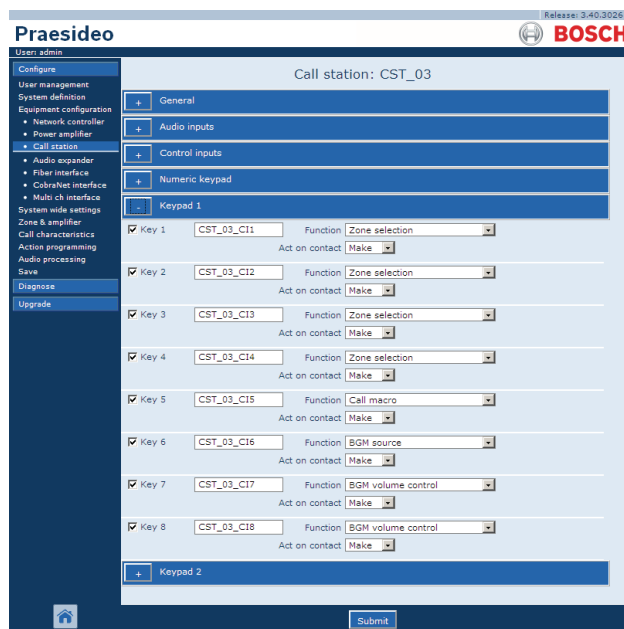 Release: 3.40.3026
Praesideo
BOSCH
User: admin
Configure
User management
System definition
Equipment configuration
• Network controller
• Power amplifier
• Call station
• Audio expander
• Fiber interface
• CobraNet interface
• Multi ch interface
System wide settings
Zone & amplifier
Call characteristics
Action programming
Audio processing
Save
Diagnose
Upgrade
Call station: CST_03
+ General
+ Audio inputs
+ Control inputs
+ Numeric keypad
- Keypad 1
Key 1 CST_03_CI1 Function Zone selection
Act on contact Make
Key 2 CST_03_CI2 Function Zone selection
Act on contact Make
Key 3 CST_03_CI3 Function Zone selection
Act on contact Make
Key 4 CST_03_CI4 Function Zone selection
Act on contact Make
Key 5 CST_03_CI5 Function Call macro
Act on contact Make
Key 6 CST_03_CI6 Function BGM source
Act on contact Make
Key 7 CST_03_CI7 Function BGM volume control
Act on contact Make
Key 8 CST_03_CI8 Function BGM volume control
Act on contact Make
+ Keypad 2
Submit